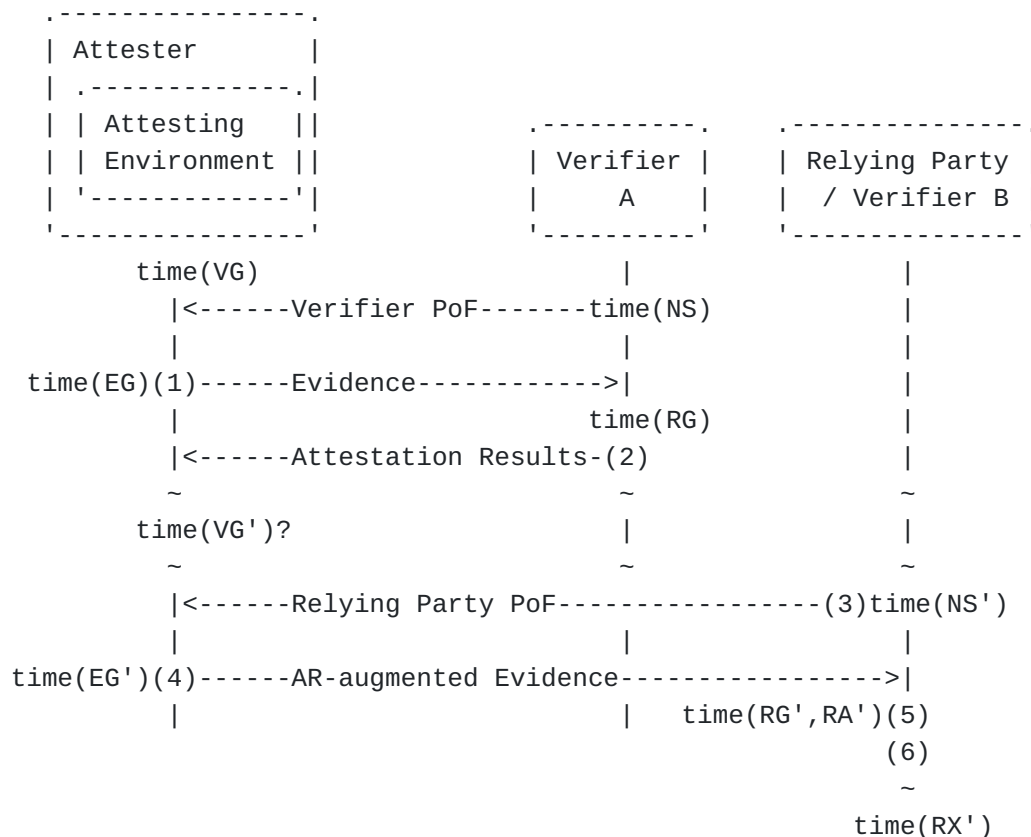 .----------------.
  | Attester       |
  | .-------------.|
  | | Attesting   ||              .----------.    .---------------.
  | | Environment ||              | Verifier |    | Relying Party |
  | '-------------'|              |     A    |    |  / Verifier B |
  '----------------'              '----------'    '---------------'
        time(VG)                        |                 |
          |<------Verifier PoF-------time(NS)             |
          |                             |                 |
 time(EG)(1)------Evidence------------>|                 |
          |                          time(RG)             |
          |<------Attestation Results-(2)                 |
          ~                             ~                 ~
        time(VG')?                      |                 |
          ~                             ~                 ~
          |<------Relying Party PoF-----------------(3)time(NS')
          |                             |                 |
time(EG')(4)------AR-augmented Evidence----------------->|
          |                             |   time(RG',RA')(5)
                                                        (6)
                                                         ~
                                                      time(RX')